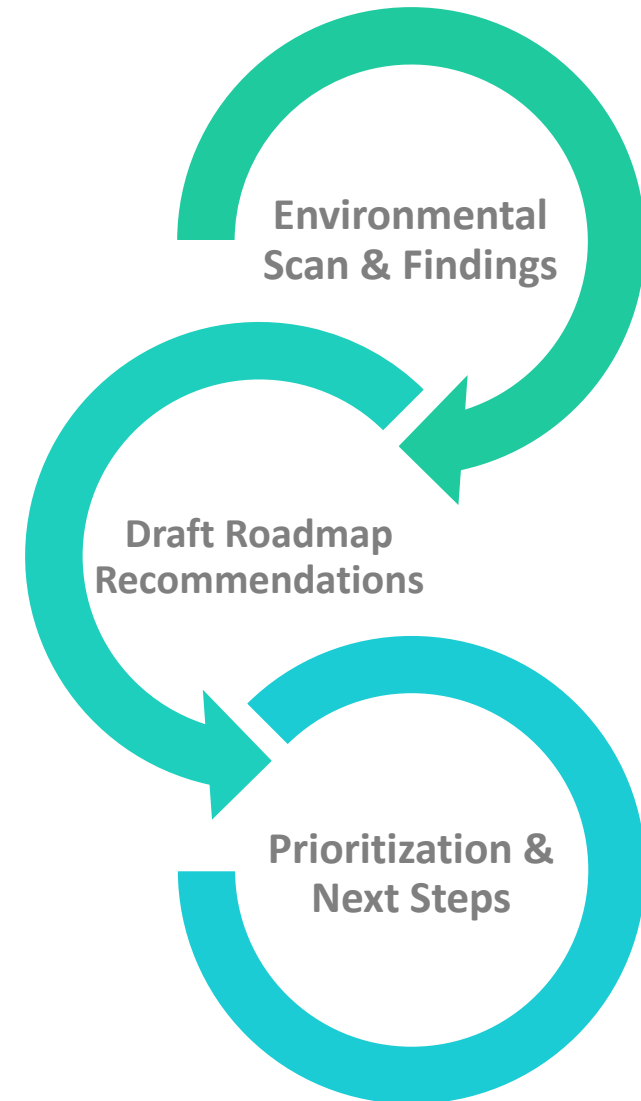 Environmental
Scan & Findings
Draft Roadmap
Recommendations
Prioritization &
Next Steps